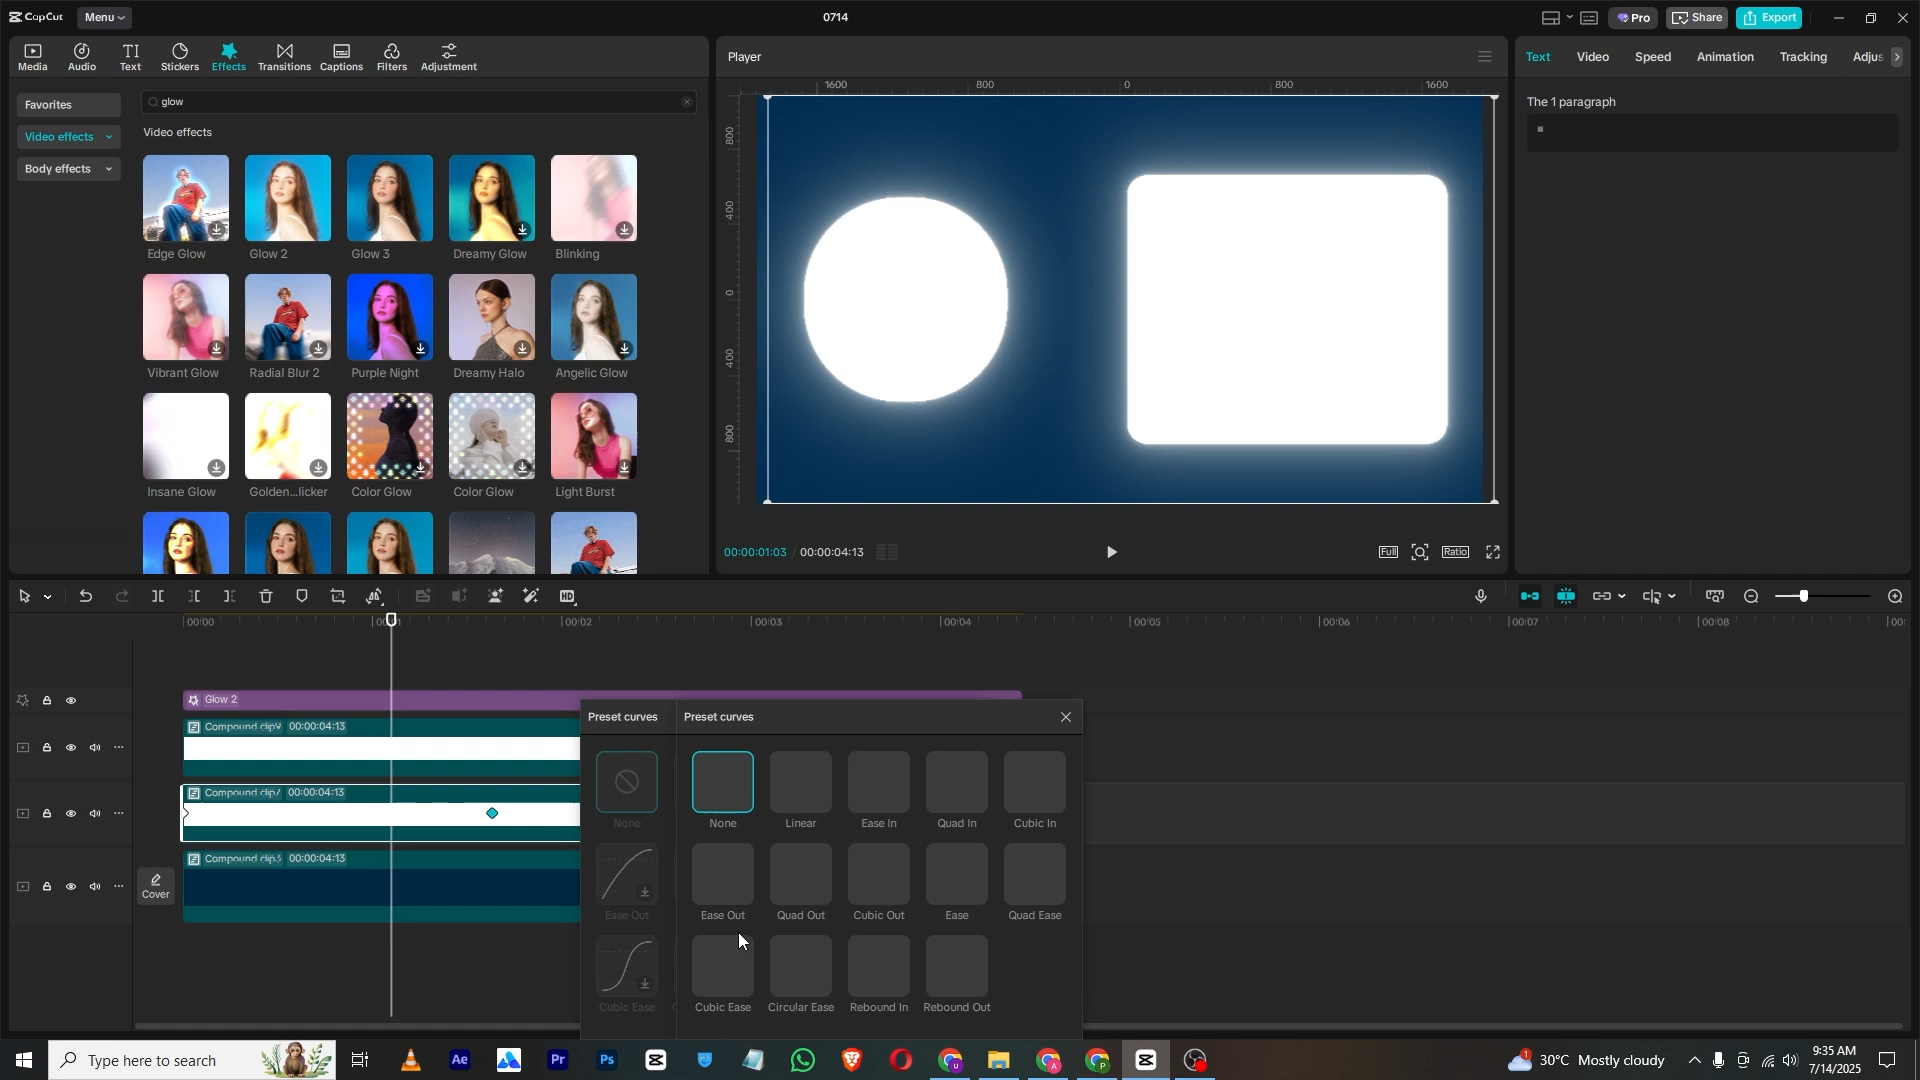 CapCut Menu 0714 Pro Share Export
Media Audio Text Stickers Effects Transitions Captions Filters Adjustment
Player
Text Video Speed Animation Tracking Adjus
Favorites
Video effects
Body effects
glow
Video effects
Edge Glow Glow 2 Glow 3 Dreamy Glow Blinking
Vibrant Glow Radial Blur 2 Purple Night Dreamy Halo Angelic Glow
Insane Glow Golden...licker Color Glow Color Glow Light Burst
1600 800 0 800 1600
800
400
0
400
800
00:00:01:03 / 00:00:04:13
Full Ratio
The 1 paragraph
HD
00:00 00:02 00:03 00:04 00:05 00:06 00:07 00:08
Glow 2
00:00:04:13
00:00:04:13
00:00:04:13
Cover
Preset curves
None
Ease Out
Cubic Ease
Preset curves
None Linear Ease In Quad In Cubic In
Ease Out Quad Out Cubic Out Ease Quad Ease
Cubic Ease Circular Ease Rebound In Rebound Out
Type here to search
Ae Pr Ps
30°C Mostly cloudy
9:35 AM
7/14/2025